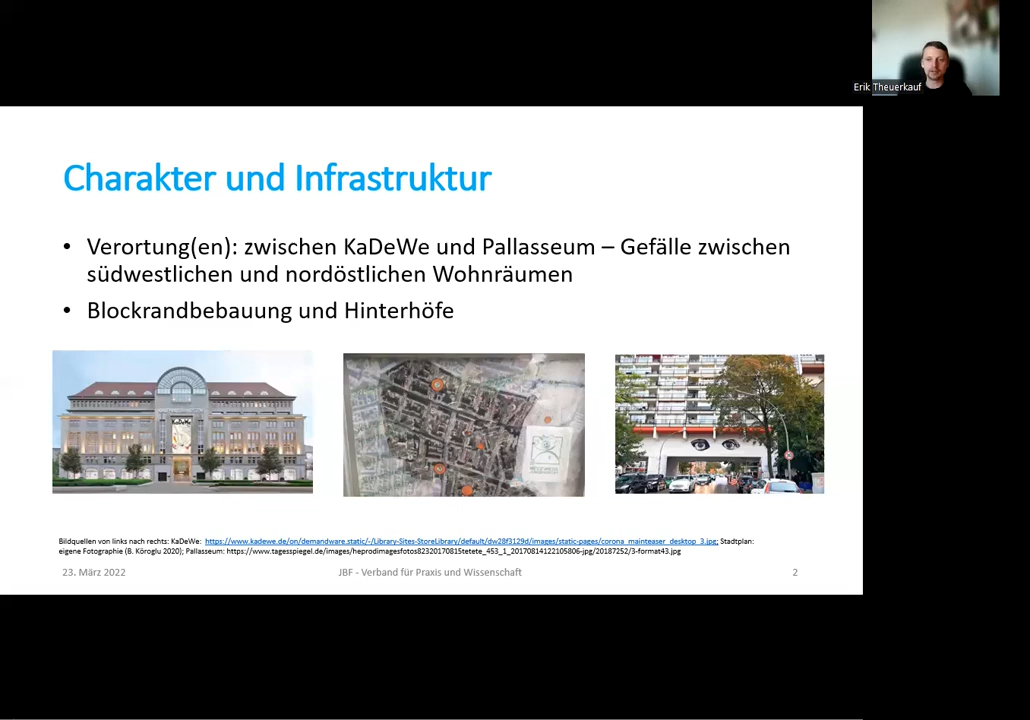 Erik Theuerkauf
Charakter und Infrastruktur
• Verortung(en): zwischen KaDeWe und Pallasseum – Gefälle zwischen
südwestlichen und nordöstlichen Wohnräumen
• Blockrandbebauung und Hinterhöfe
KaDeWe
Bildquellen von links nach rechts: KaDeWe: https://www.kadewe.de/on/demandware.static/-/Library-Sites-StoreLibrary/default/dw28f3129d/images/static-pages/corona_mainteaser_desktop_3.jpg; Stadtplan:
eigene Fotographie (B. Köroglu 2020); Pallasseum: https://www.tagesspiegel.de/images/heprodimagesfotos82320170815tetete_453_1_20170814122105806-jpg/20187252/3-format43.jpg
23. März 2022
JBF - Verband für Praxis und Wissenschaft
2